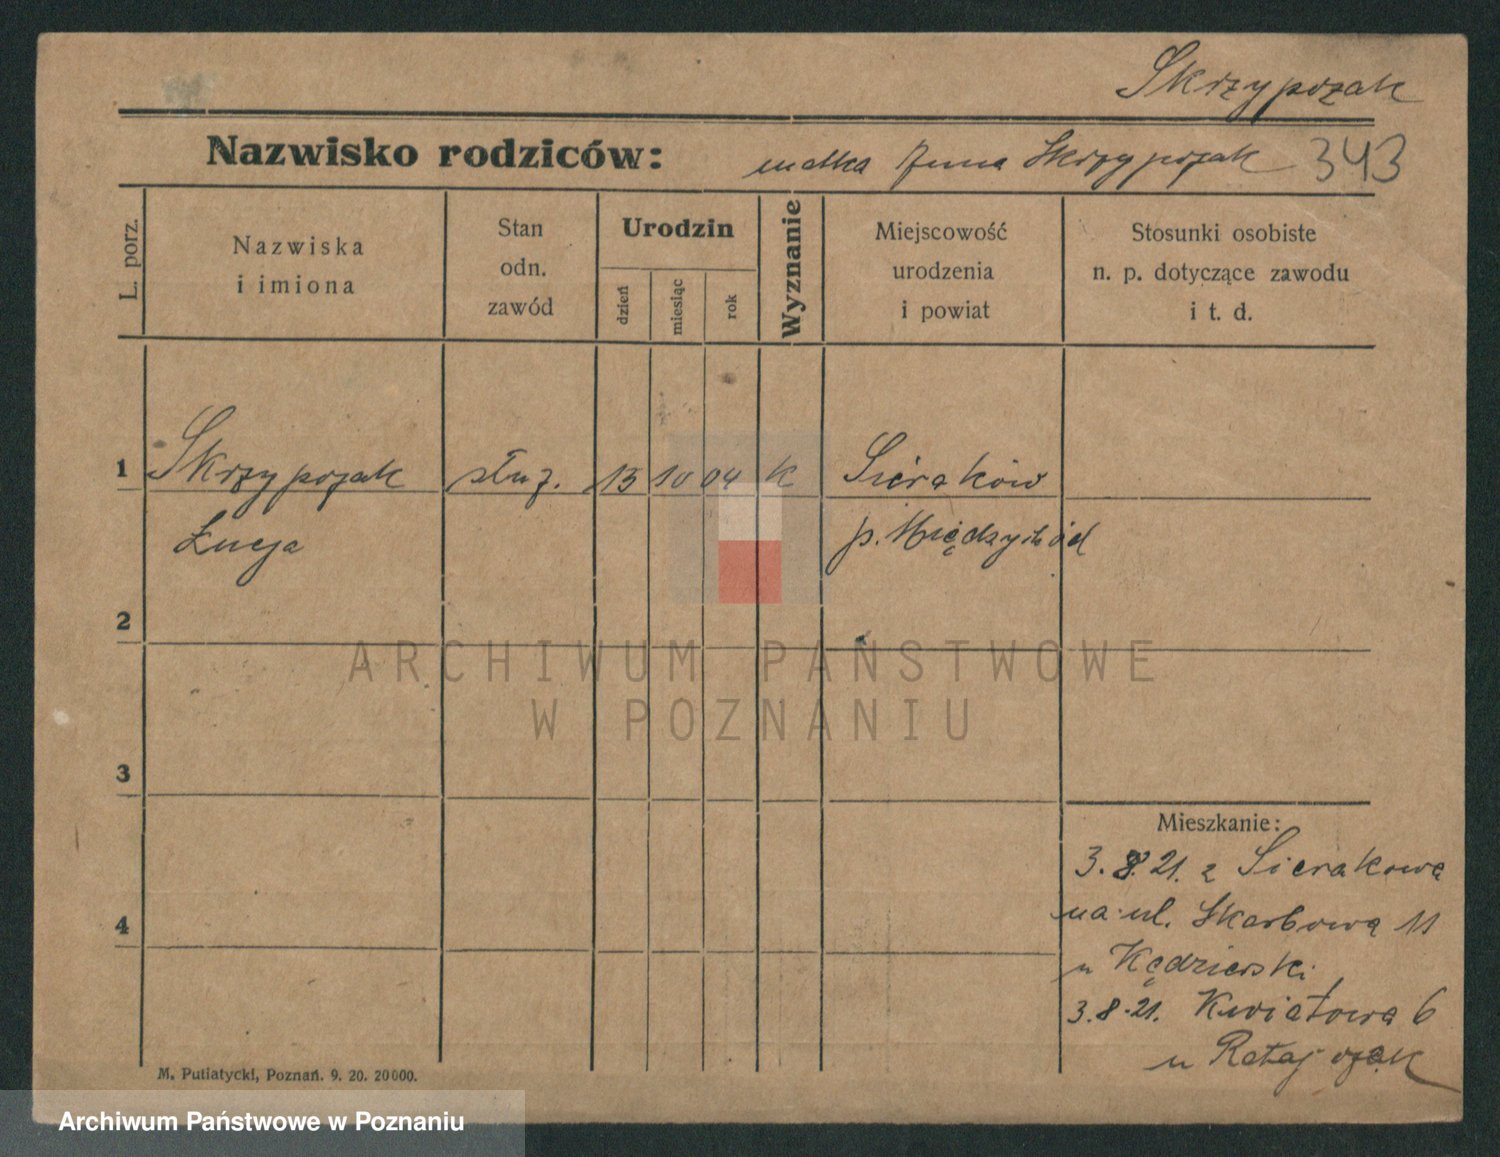 Skrzypczak
Nazwisko rodziców: matka Anna Skrzypczak 343
L. porz.
Nazwiska
i imiona
Stan
odn.
zawód
Urodzin
dzień
miesiąc
rok
Wyznanie
Miejscowość
urodzenia
i powiat
Stosunki osobiste
n. p. dotyczące zawodu
i t. d.
1 Skrzypczak służ. 13 10 04 k Sieraków
Łucja p. Międzychód
2
3
4
Mieszkanie:
3.8.21. z Sierakowa
na ul. Skarbową 11
u Kędzierski
3.8.21. Kwiatowa 6
u Ratajczak
M. Putiatycki, Poznań. 9. 20. 20000.
ARCHIWUM PAŃSTWOWE
W POZNANIU
Archiwum Państwowe w Poznaniu